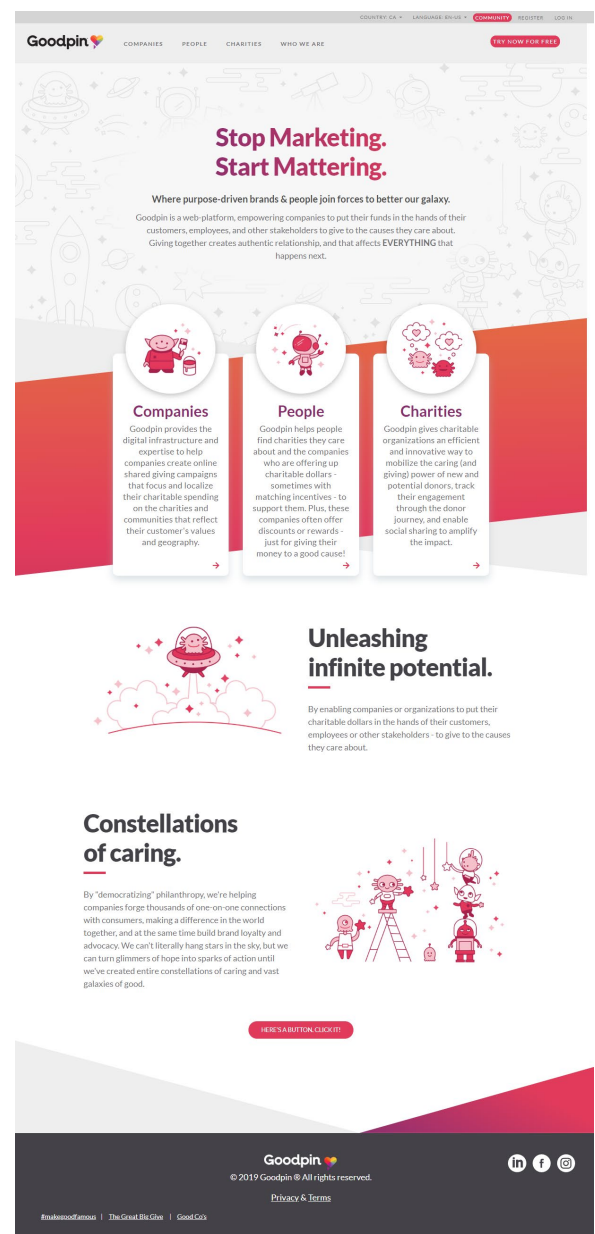 COUNTRY: CA LANGUAGE: EN-US COMMUNITY REGISTER LOG IN
Goodpin COMPANIES PEOPLE CHARITIES WHO WE ARE TRY NOW FOR FREE
Stop Marketing.
Start Mattering.
Where purpose-driven brands & people join forces to better our galaxy.
Goodpin is a web-platform, empowering companies to put their funds in the hands of their
customers, employees, and other stakeholders to give to the causes they care about.
Giving together creates authentic relationship, and that affects EVERYTHING that
happens next.
Companies
Goodpin provides the
digital infrastructure and
expertise to help
companies create online
shared giving campaigns
that focus and localize
their charitable spending
on the charities and
communities that reflect
their customer's values
and geography.
People
Goodpin helps people
find charities they care
about and the companies
who are offering up
charitable dollars -
sometimes with
matching incentives - to
support them. Plus, these
companies often offer
discounts or rewards -
just for giving their
money to a good cause!
Charities
Goodpin gives charitable
organizations an efficient
and innovative way to
mobilize the caring (and
giving) power of new and
potential donors, track
their engagement
through the donor
journey, and enable
social sharing to amplify
the impact.
Unleashing
infinite potential.
By enabling companies or organizations to put their
charitable dollars in the hands of their customers,
employees or other stakeholders - to give to the causes
they care about.
Constellations
of caring.
By "democratizing" philanthropy, we're helping
companies forge thousands of one-on-one connections
with consumers, making a difference in the world
together, and at the same time build brand loyalty and
advocacy. We can't literally hang stars in the sky, but we
can turn glimmers of hope into sparks of action until
we've created entire constellations of caring and vast
galaxies of good.
HERE'S A BUTTON. CLICK IT!
Goodpin
© 2019 Goodpin ® All rights reserved.
Privacy & Terms
#makegoodfamous | The Great Big Give | Good Co's